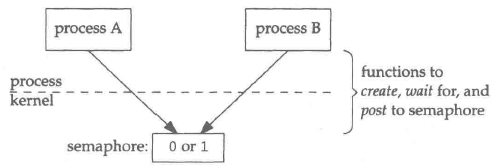 process A
process B
functions to
create, wait for, and
post to semaphore
process
kernel
semaphore: 0 or 1